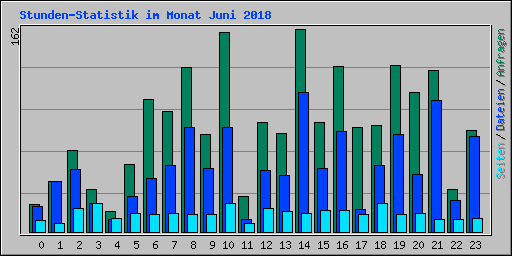 Stunden-Statistik im Monat Juni 2018
162
Seiten / Dateien / Anfragen
0 1 2 3 4 5 6 7 8 9 10 11 12 13 14 15 16 17 18 19 20 21 22 23